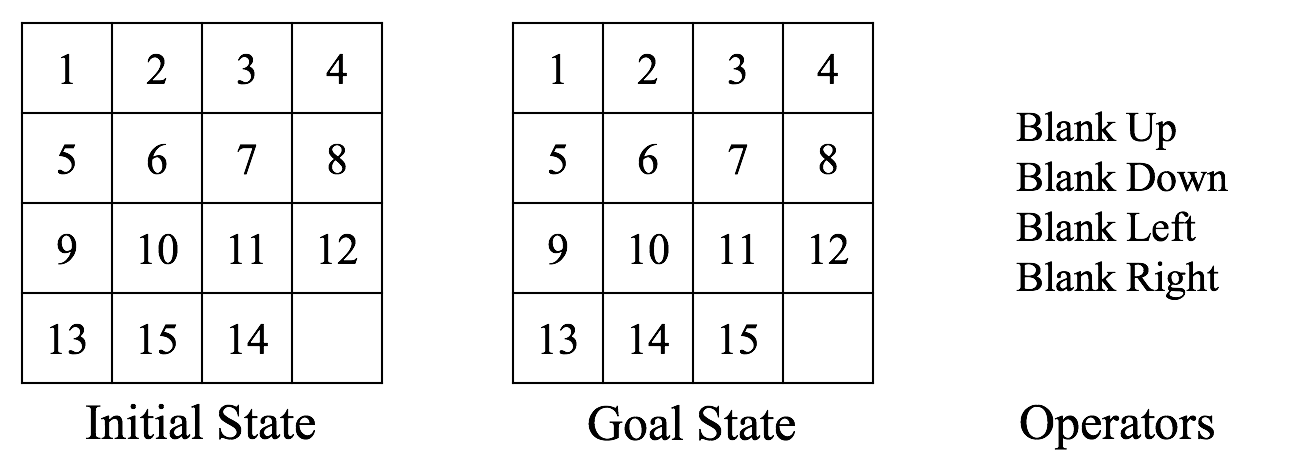 1 2 3 4
5 6 7 8
9 10 11 12
13 15 14
Initial State
1 2 3 4
5 6 7 8
9 10 11 12
13 14 15
Goal State
Blank Up
Blank Down
Blank Left
Blank Right
Operators